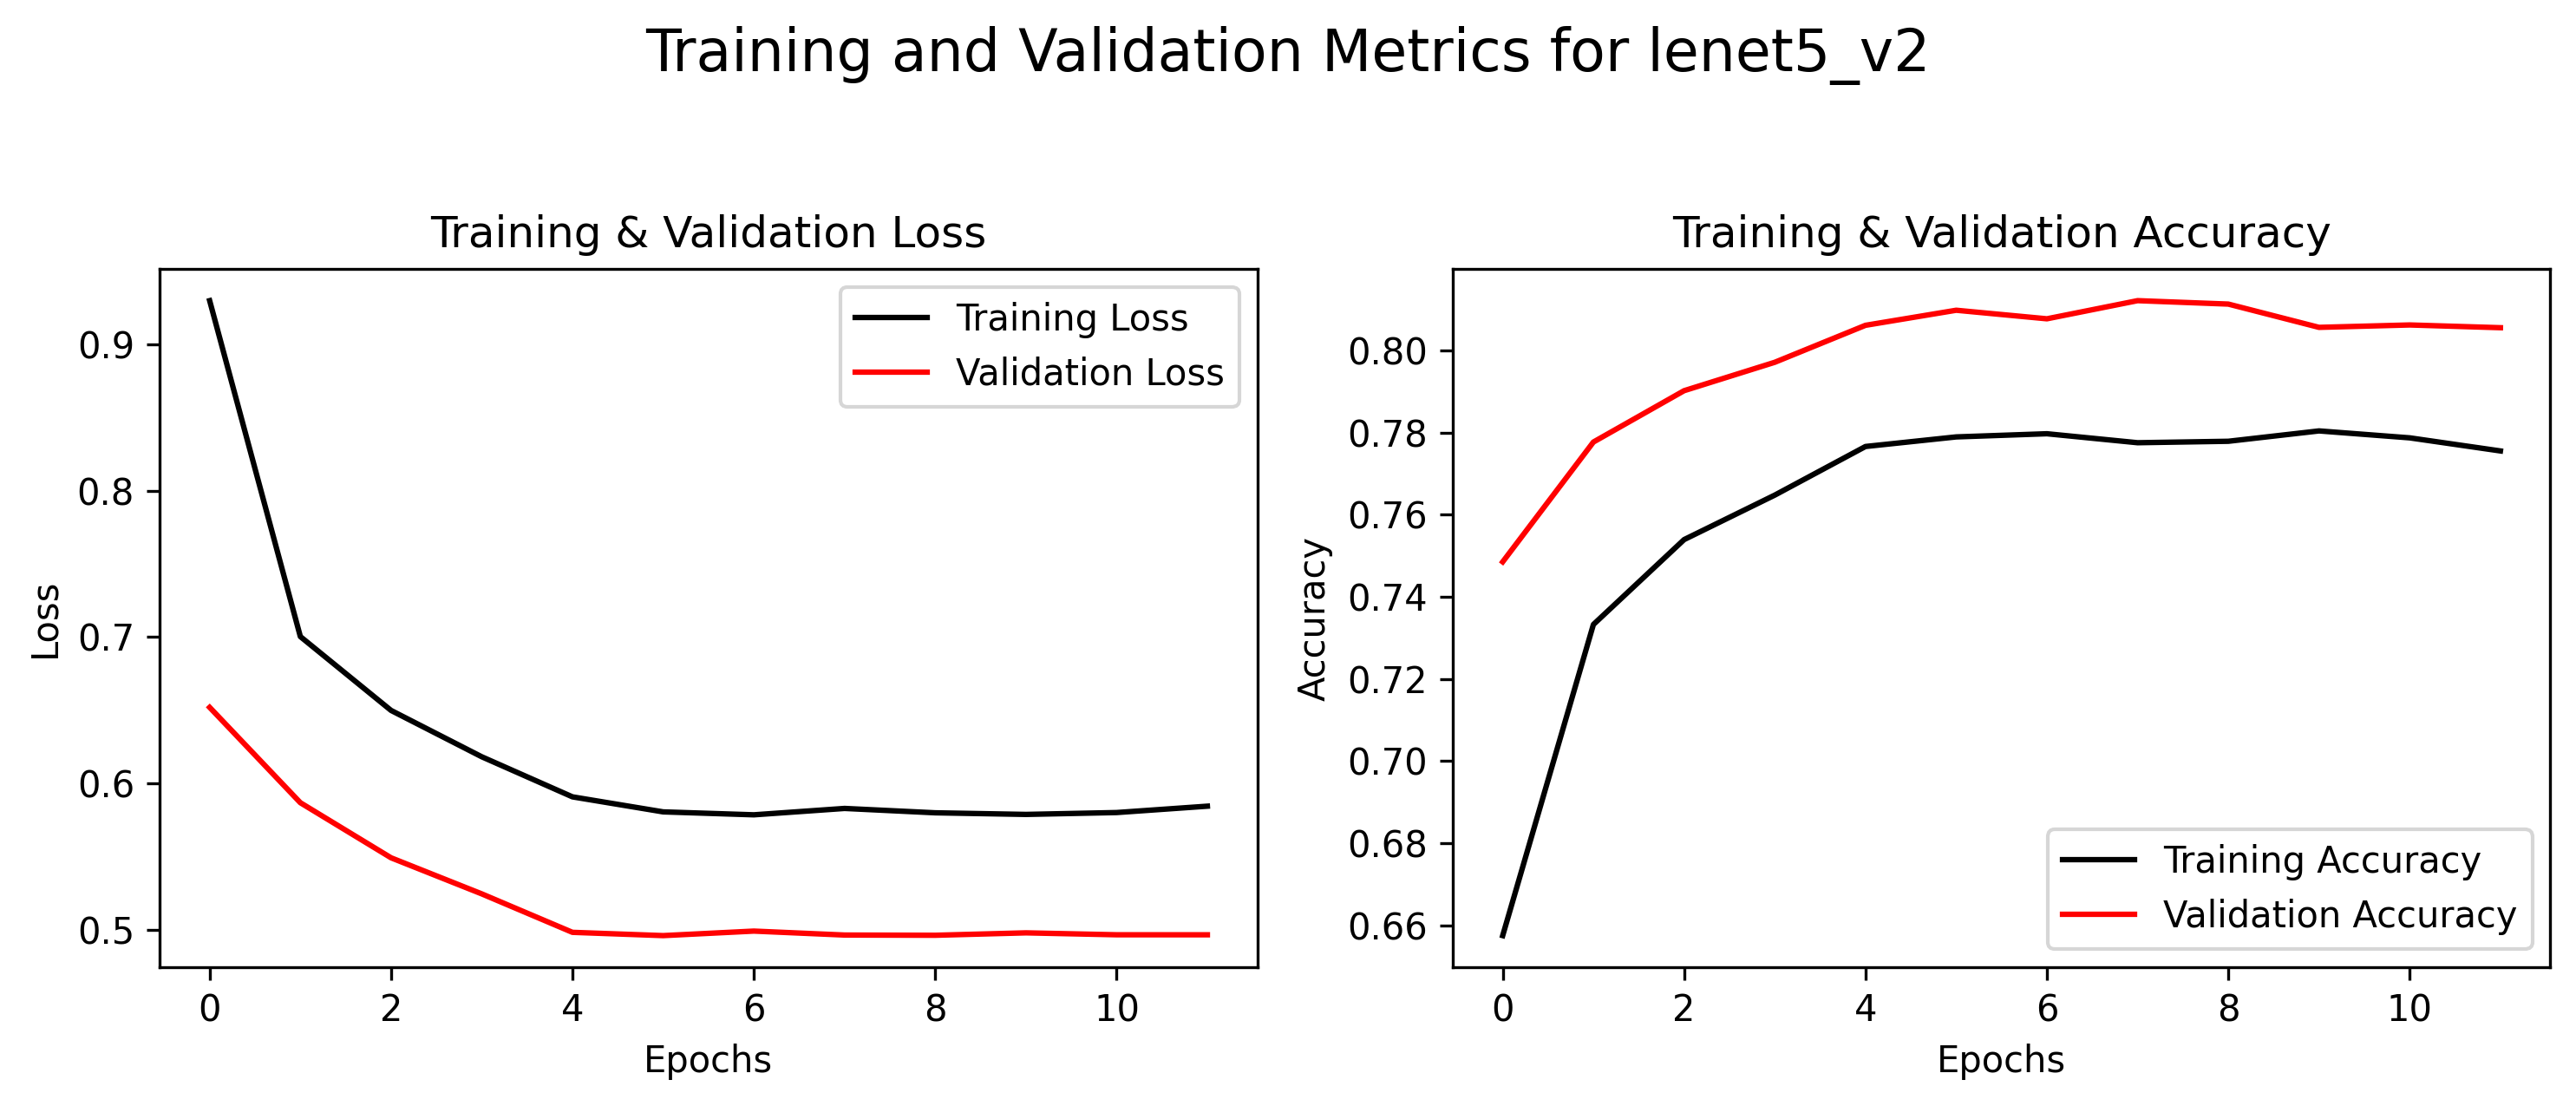 Training and Validation Metrics for lenet5_v2
Training & Validation Loss
0.9
0.8
0.7
0.6
0.5
Loss
0 2 4 6 8 10
Epochs
Training Loss
Validation Loss
Training & Validation Accuracy
0.80
0.78
0.76
0.74
0.72
0.70
0.68
0.66
Accuracy
0 2 4 6 8 10
Epochs
Training Accuracy
Validation Accuracy